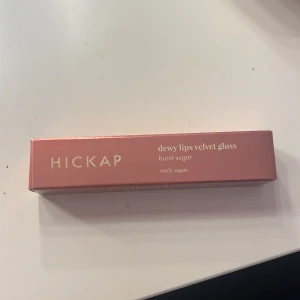 HICKAP
dewy lips velvet gloss
burnt sugar
100% vegan